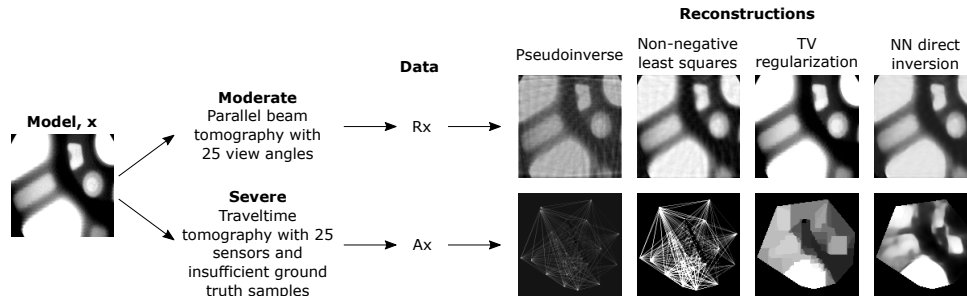 Reconstructions
Pseudoinverse
Non-negative
least squares
TV
regularization
NN direct
inversion
Data
Model, x
Moderate
Parallel beam
tomography with
25 view angles
Rx
Severe
Traveltime
tomography with 25
sensors and
insufficient ground
truth samples
Ax